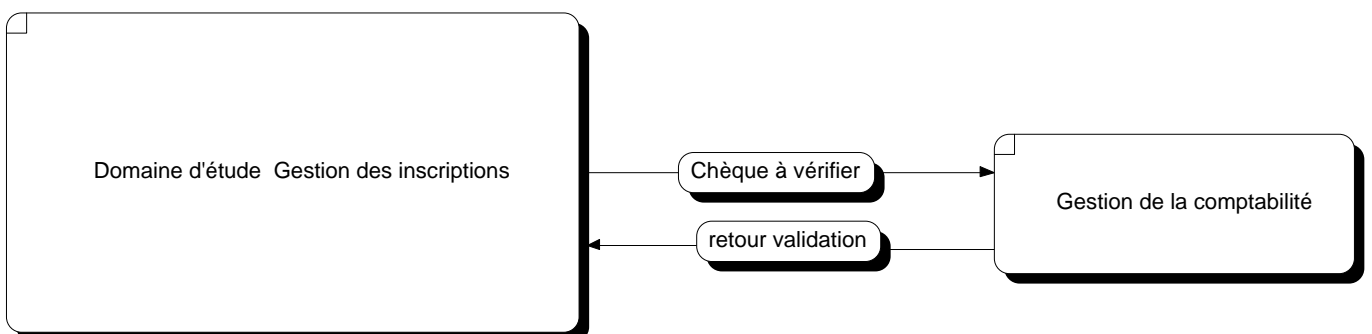 Domaine d'étude  Gestion des inscriptions
Chèque à vérifier
Gestion de la comptabilité
retour validation